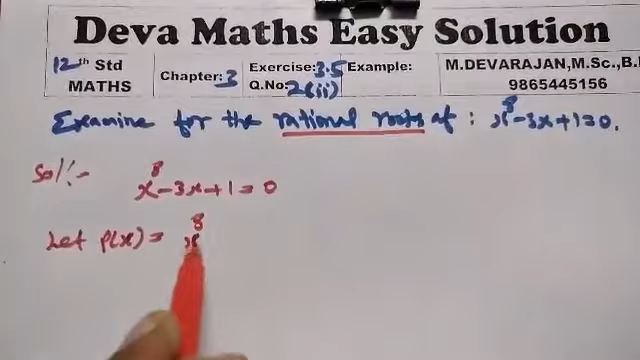 Deva Maths Easy Solution
12th Std MATHS
Chapter: 3
Exercise: 3.5
Q.No: 2(ii)
Example:
M.DEVARAJAN,M.Sc.,B.
9865445156
Examine for the rational roots of : x⁸-3x+1=0.
Sol:-
x⁸-3x+1=0
Let P(x) = x⁸